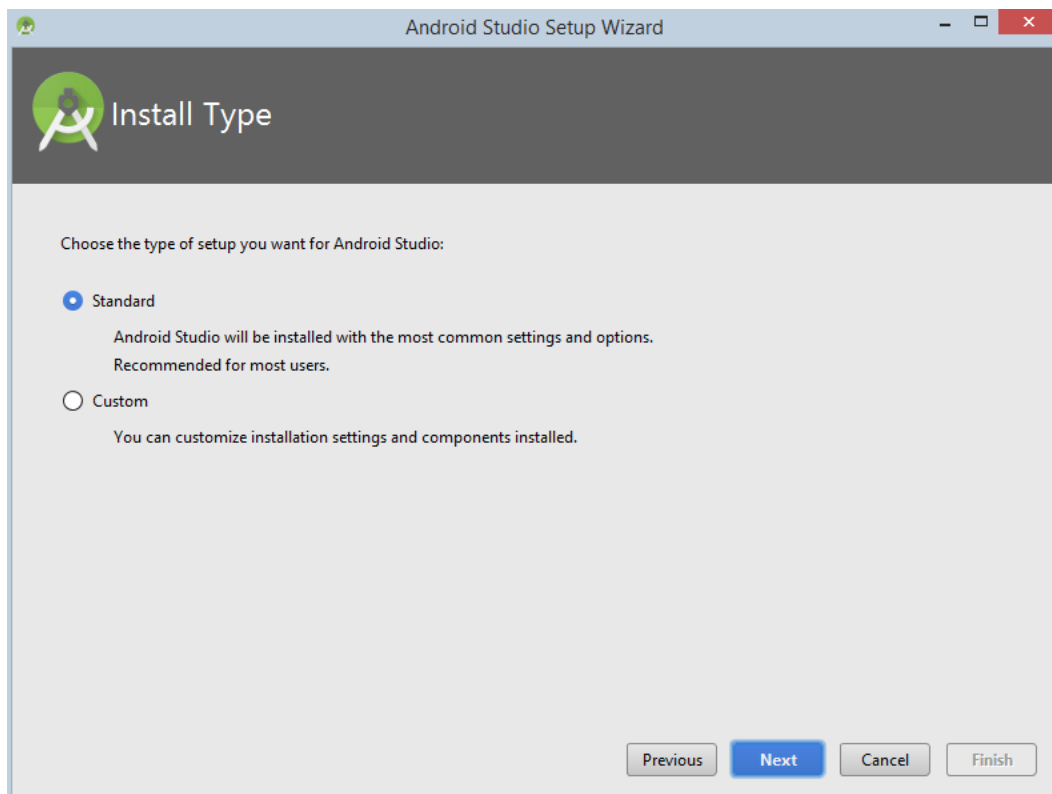 Android Studio Setup Wizard
Install Type
Choose the type of setup you want for Android Studio:
Standard
Android Studio will be installed with the most common settings and options.
Recommended for most users.
Custom
You can customize installation settings and components installed.
Previous Next Cancel Finish